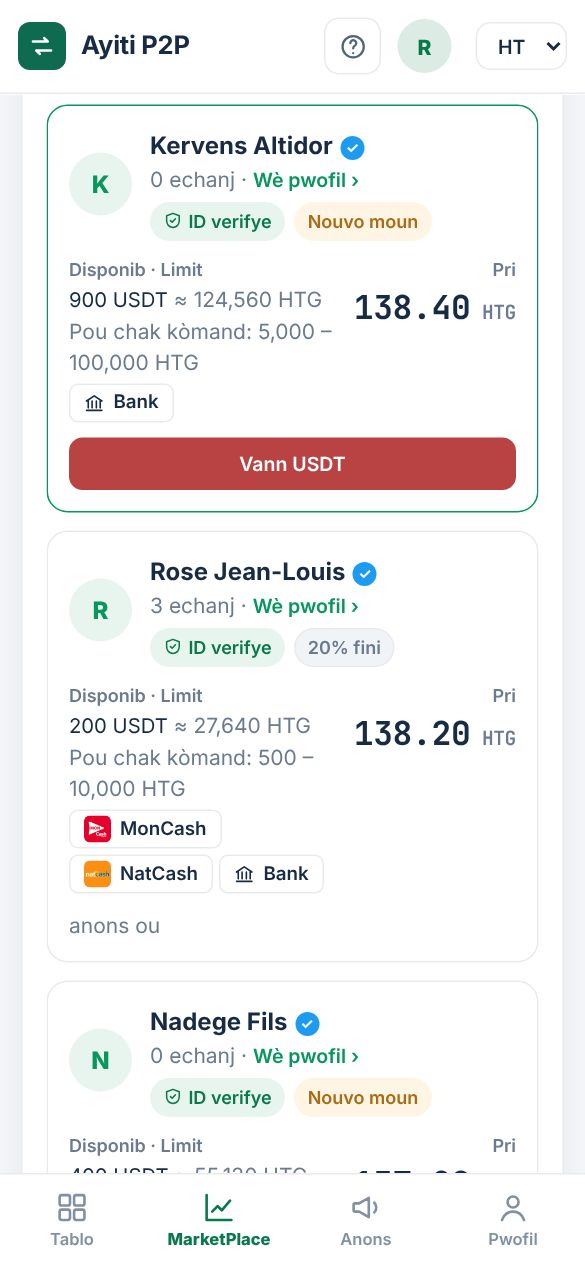 Ayiti P2P
R
HT
K
Kervens Altidor
0 echanj · Wè pwofil ›
ID verifye
Nouvo moun
Disponib · Limit
Pri
900 USDT ≈ 124,560 HTG
138.40 HTG
Pou chak kòmand: 5,000 –
100,000 HTG
Bank
Vann USDT
R
Rose Jean-Louis
3 echanj · Wè pwofil ›
ID verifye
20% fini
Disponib · Limit
Pri
200 USDT ≈ 27,640 HTG
138.20 HTG
Pou chak kòmand: 500 –
10,000 HTG
MonCash
NatCash
Bank
anons ou
N
Nadege Fils
0 echanj · Wè pwofil ›
ID verifye
Nouvo moun
Disponib · Limit
Pri
Tablo
MarketPlace
Anons
Pwofil